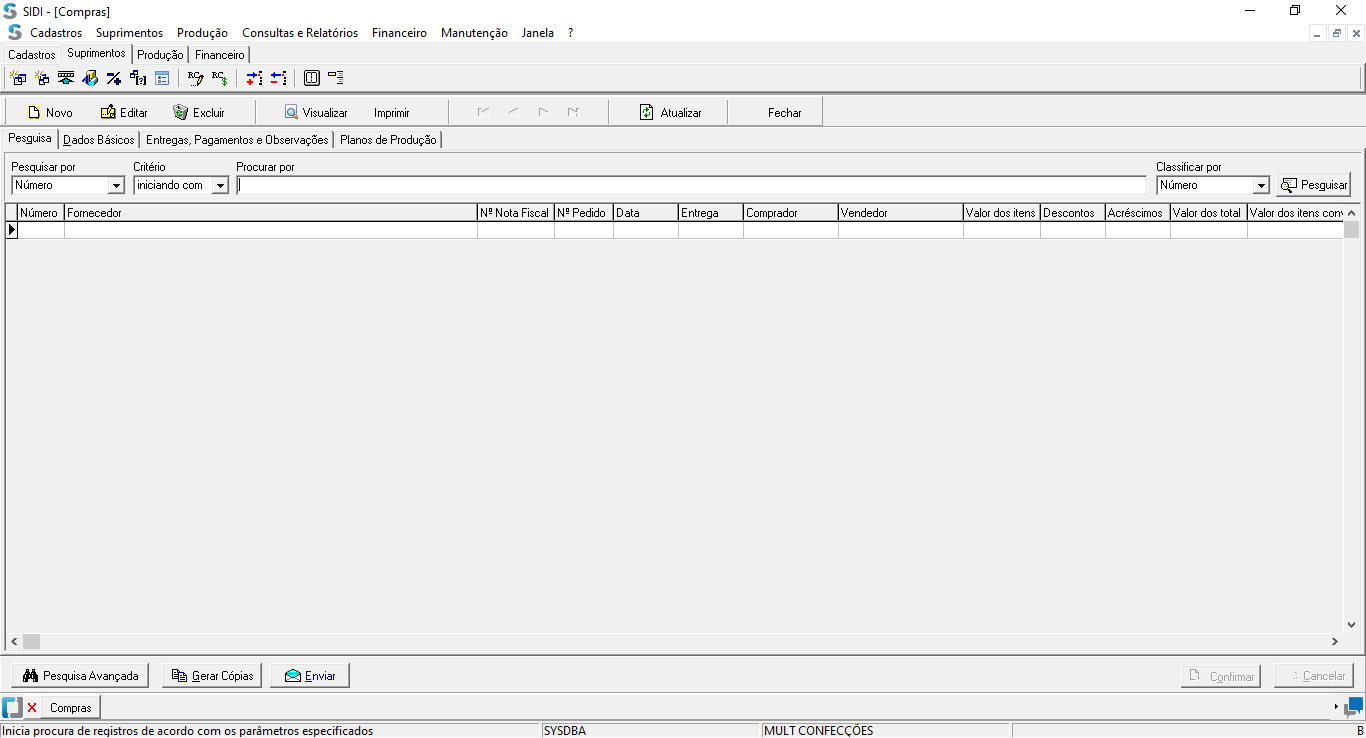 SIDI - [Compras]
Cadastros Suprimentos Produção Consultas e Relatórios Financeiro Manutenção Janela ?
Cadastros Suprimentos Produção Financeiro
Novo Editar Excluir Visualizar Imprimir Atualizar Fechar
Pesquisa Dados Básicos Entregas, Pagamentos e Observações Planos de Produção
Pesquisar por Critério Procurar por Classificar por
Número iniciando com Número Pesquisar
Número Fornecedor Nº Nota Fiscal Nº Pedido Data Entrega Comprador Vendedor Valor dos itens Descontos Acréscimos Valor dos total Valor dos itens conv
Pesquisa Avançada Gerar Cópias Enviar Confirmar Cancelar
Compras
Inicia procura de registros de acordo com os parâmetros especificados SYSDBA MULT CONFECÇÕES B